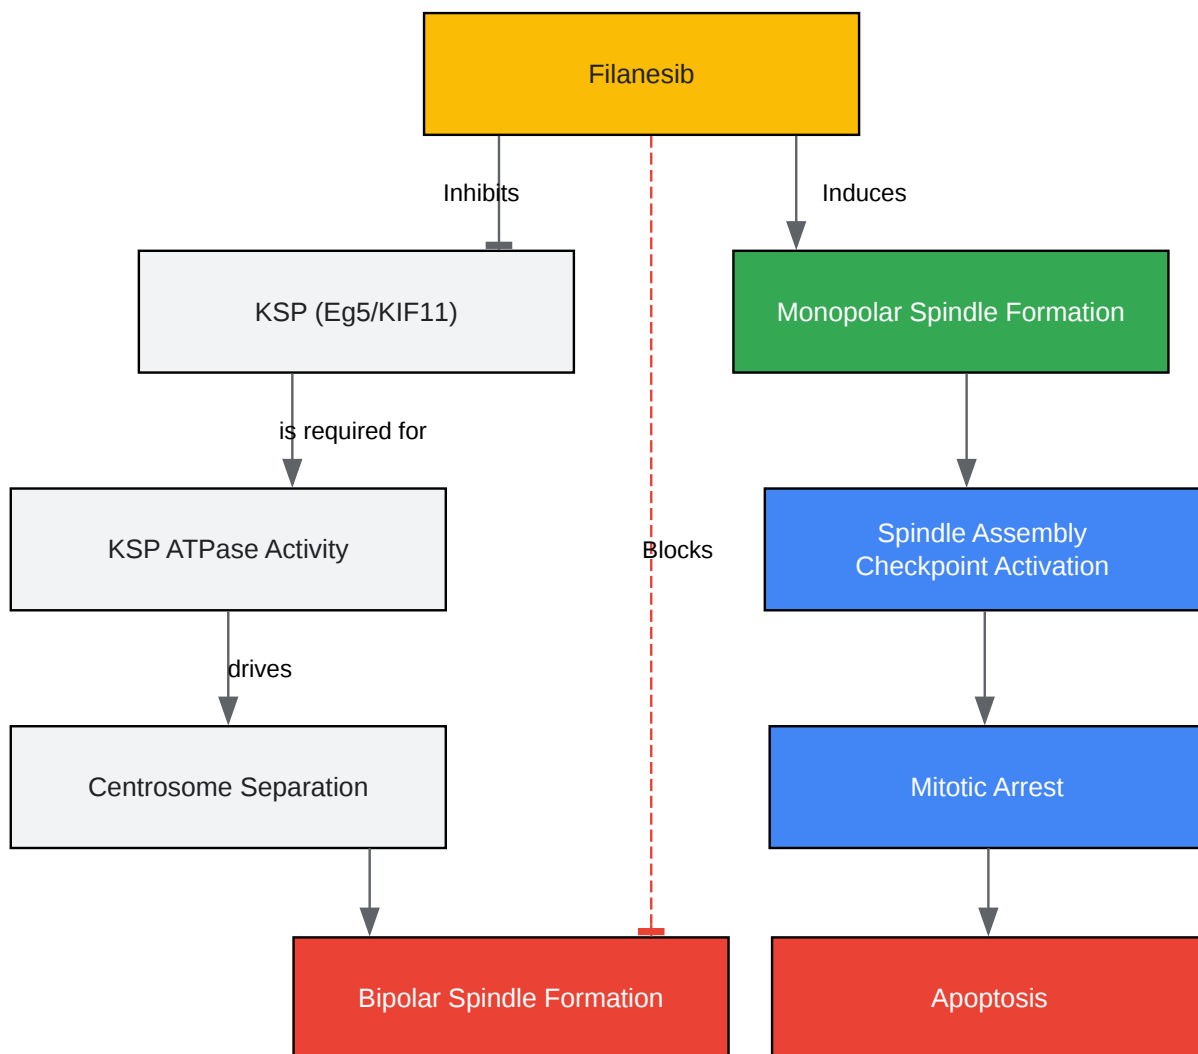 Filanesib
Inhibits
Induces
KSP (Eg5/KIF11)
Monopolar Spindle Formation
is required for
KSP ATPase Activity
Blocks
Spindle Assembly
Checkpoint Activation
drives
Centrosome Separation
Mitotic Arrest
Bipolar Spindle Formation
Apoptosis